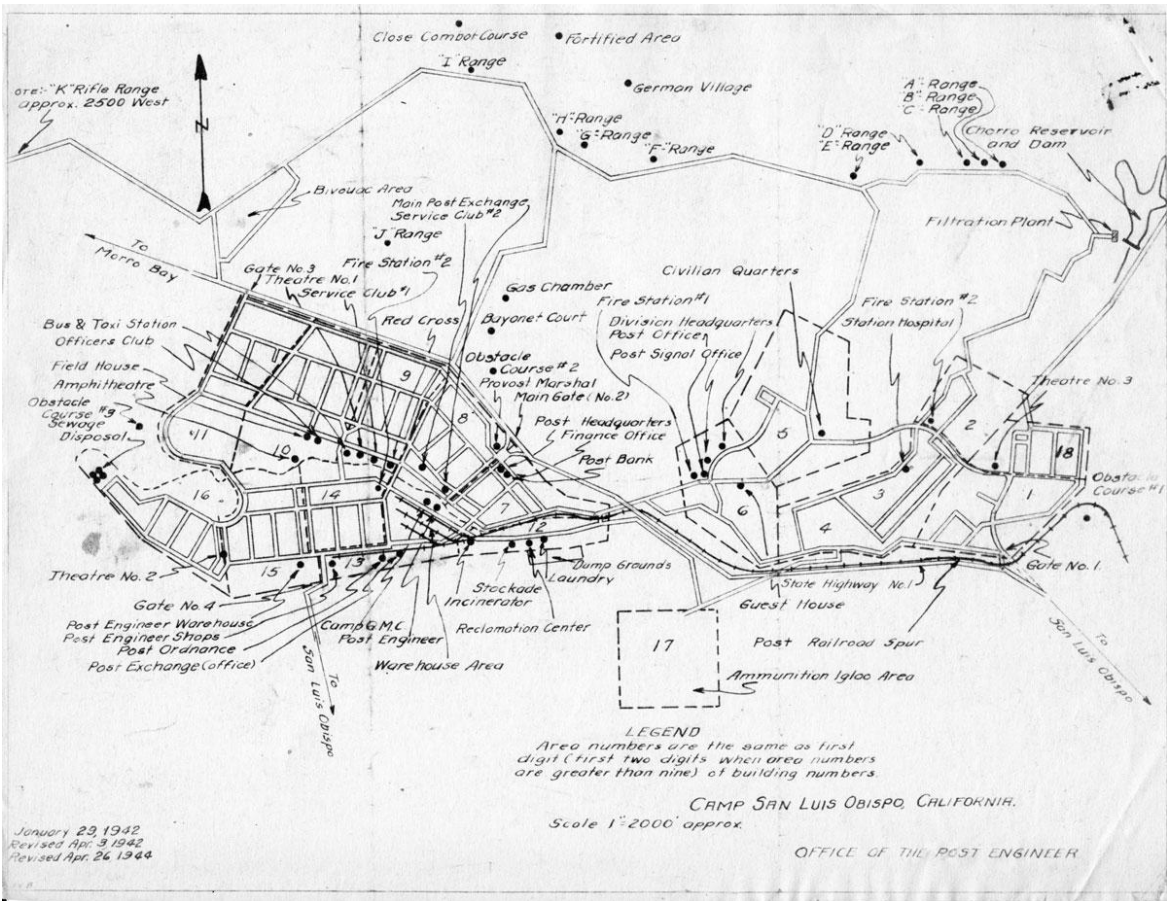 Close Combat Course
Fortified Area
"I" Range
German Village
ore:- "K" Rifle Range
approx. 2500 West
N
"A" Range
"B" Range
"C" Range
"H" Range
"G" Range
"F" Range
"D" Range
"E" Range
Chorro Reservoir
and Dam
Bivouac Area
Main Post Exchange
Service Club #2
"J" Range
Filtration Plant
To
Morro Bay
Gate No. 3
Fire Station #2
Theatre No. 1
Service Club #1
Red Cross
Gas Chamber
Bayonet Court
Obstacle
Course #2
Provost Marshal
Main Gate (No. 2)
Civilian Quarters
Fire Station #1
Division Headquarters
Post Office
Post Signal Office
Fire Station #2
Station Hospital
Theatre No. 3
Bus & Taxi Station
Officers Club
Field House
Amphitheatre
Obstacle
Course #3
Sewage
Disposal
Post Headquarters
Finance Office
Post Bank
9
8
11
10
16
14
7
12
15
13
5
6
4
3
2
1
18
17
Obstacle
Course #1
Theatre No. 2
Gate No. 4
Post Engineer Warehouse
Post Engineer Shops
Post Ordnance
Post Exchange (office)
Camp G.M.C.
Post Engineer
Warehouse Area
Stockade
Incinerator
Reclamation Center
Dump Grounds
Laundry
State Highway No. 1
Gate No. 1
Guest House
Post Railroad Spur
Ammunition Igloo Area
To
San Luis Obispo
To
San Luis Obispo
LEGEND
Area numbers are the same as first
digit (first two digits when area numbers
are greater than nine) of building numbers.
CAMP SAN LUIS OBISPO, CALIFORNIA.
Scale 1"=2000' approx.
OFFICE OF THE POST ENGINEER
January 29, 1942
Revised Apr. 3 1942
Revised Apr. 26 1944